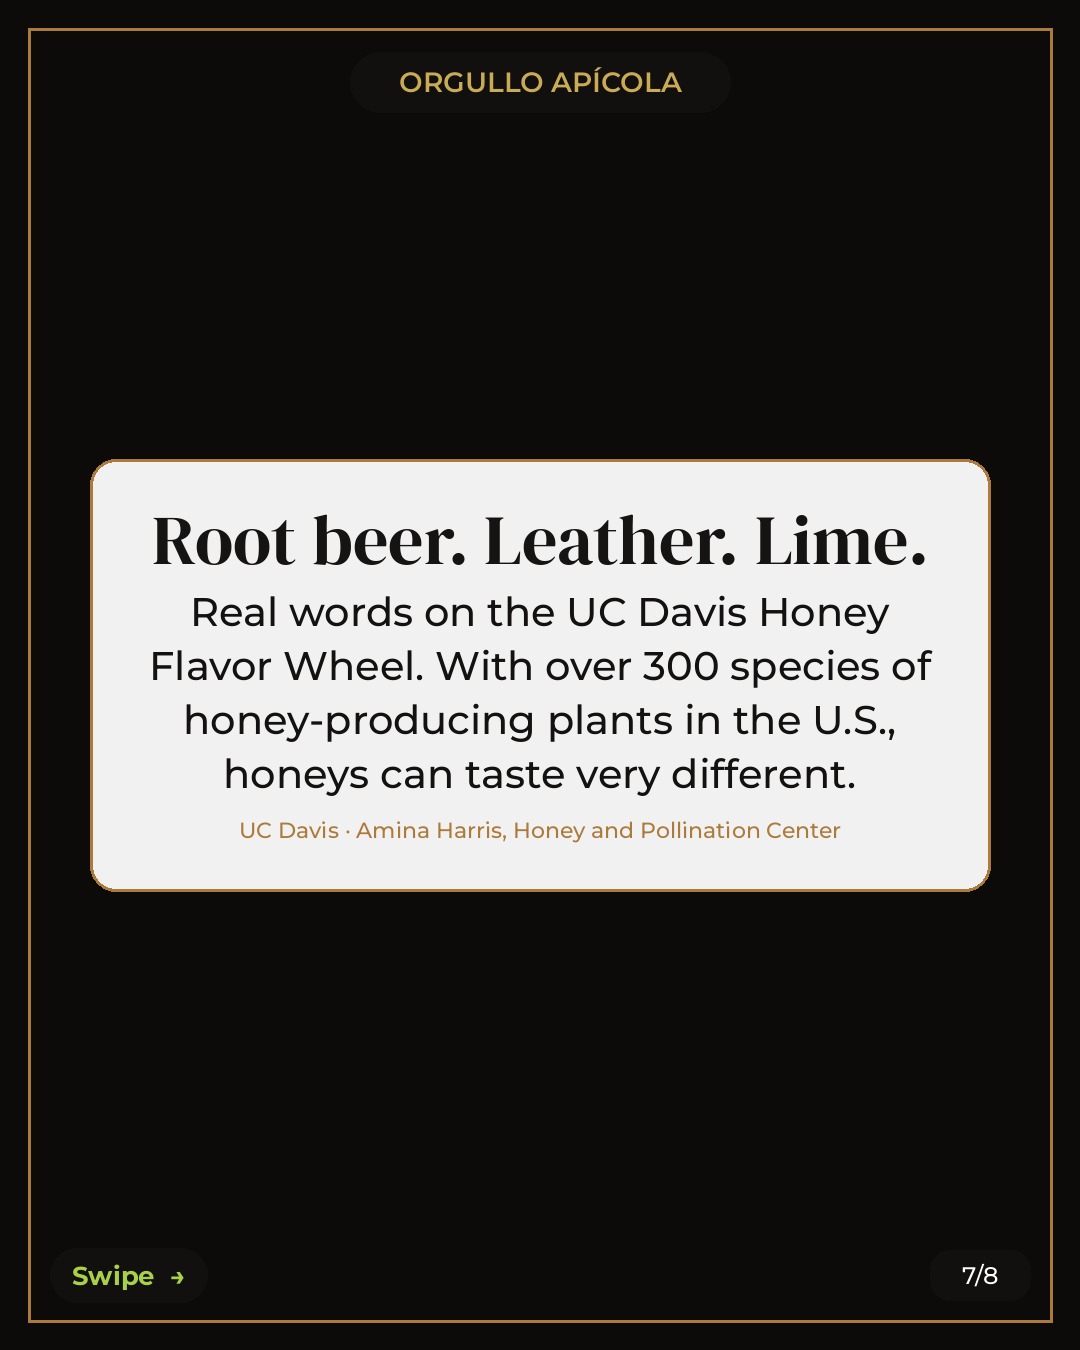 ORGULLO APÍCOLA
Root beer. Leather. Lime.
Real words on the UC Davis Honey
Flavor Wheel. With over 300 species of
honey-producing plants in the U.S.,
honeys can taste very different.
UC Davis · Amina Harris, Honey and Pollination Center
Swipe →
7/8